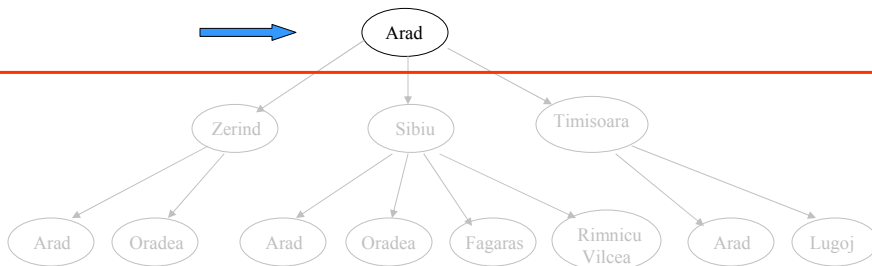 Arad
Zerind
Sibiu
Timisoara
Arad
Oradea
Arad
Oradea
Fagaras
Rimnicu
Vilcea
Arad
Lugoj